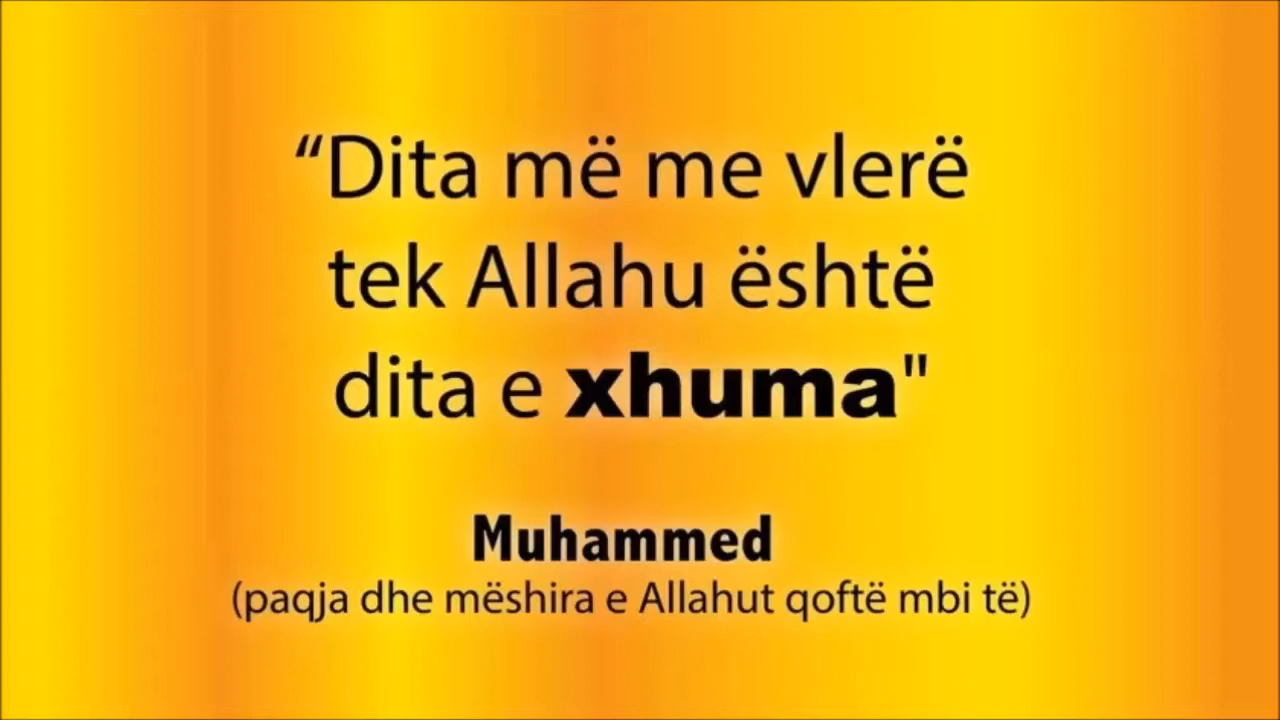 “Dita më me vlerë
tek Allahu është
dita e xhuma"
Muhammed
(paqja dhe mëshira e Allahut qoftë mbi të)